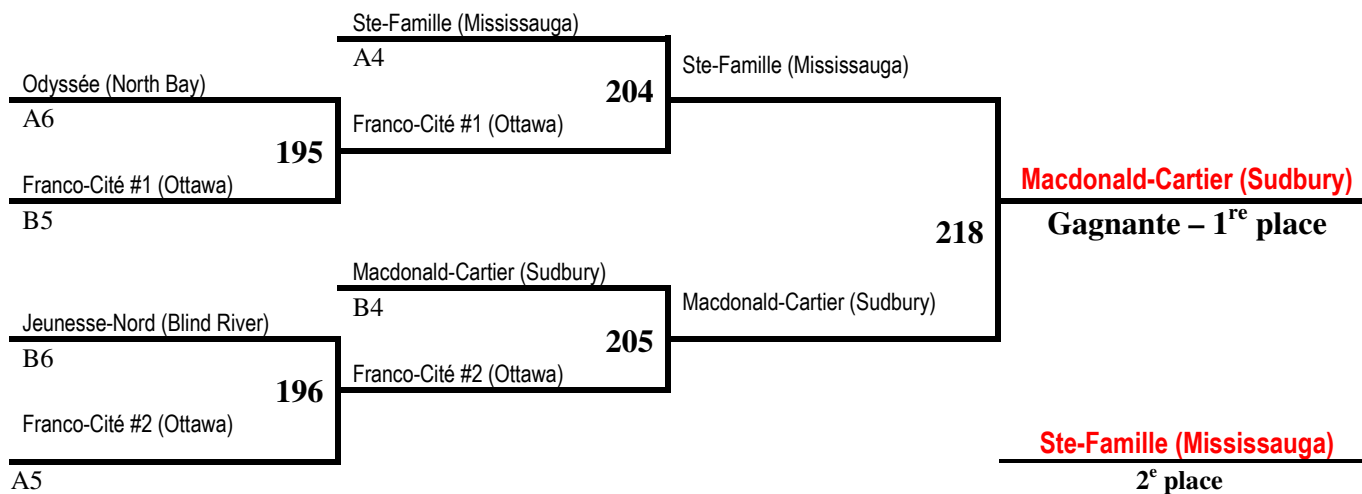 Ste-Famille (Mississauga)
A4
Ste-Famille (Mississauga)
204
Odyssée (North Bay)
A6
Franco-Cité #1 (Ottawa)
195
Franco-Cité #1 (Ottawa)
B5
Macdonald-Cartier (Sudbury)
Gagnante – 1re place
218
Macdonald-Cartier (Sudbury)
B4
Macdonald-Cartier (Sudbury)
Jeunesse-Nord (Blind River)
B6
205
Franco-Cité #2 (Ottawa)
196
Franco-Cité #2 (Ottawa)
A5
Ste-Famille (Mississauga)
2e place